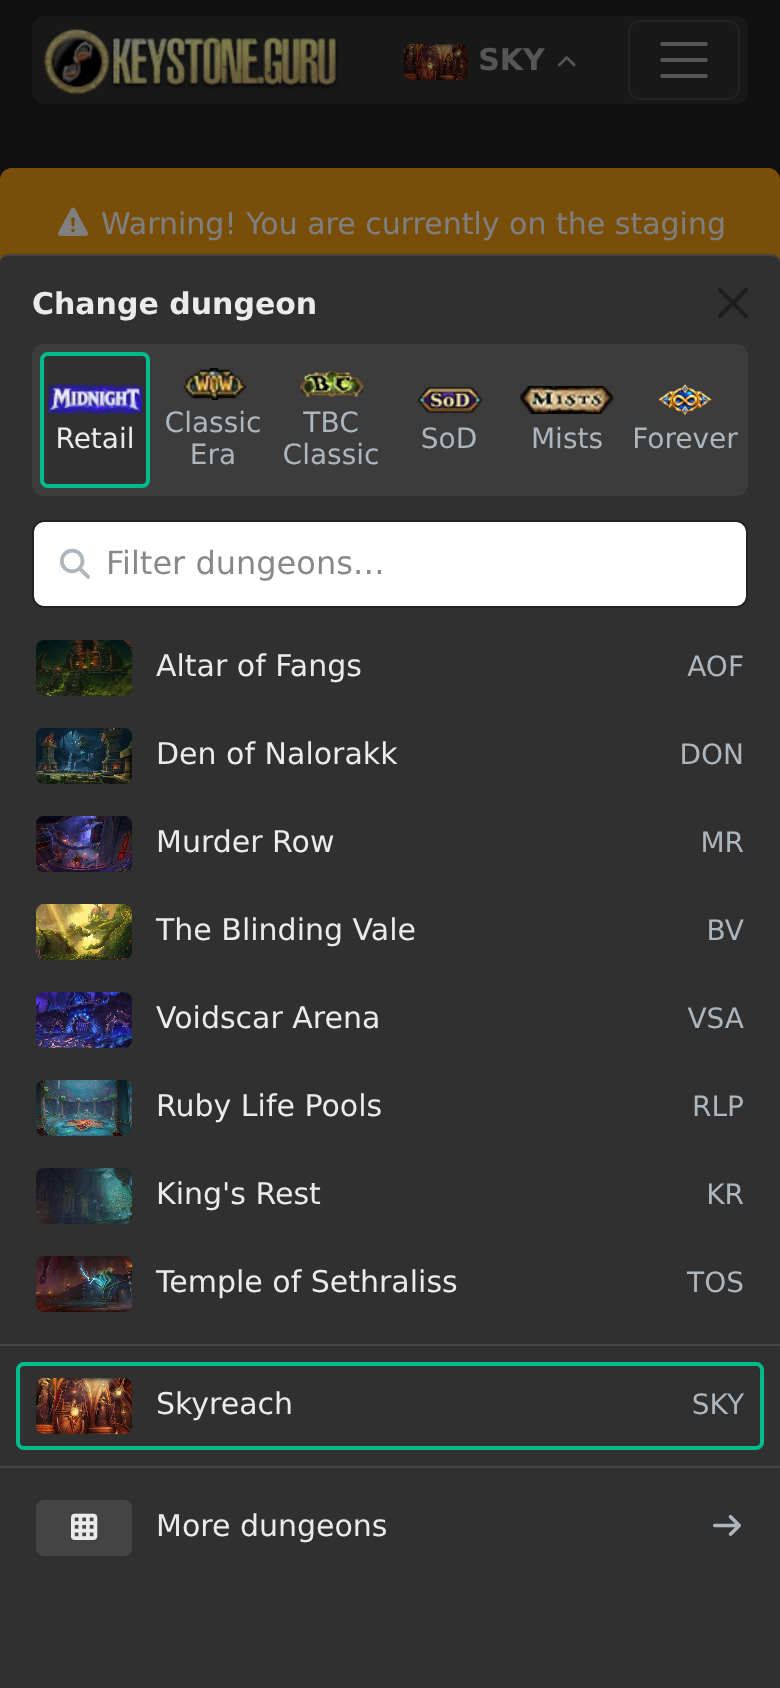 KEYSTONE.GURU
SKY
Warning! You are currently on the staging
Change dungeon
MIDNIGHT
Retail
WOW
Classic
Era
BC
TBC
Classic
SoD
SoD
MISTS
Mists
Forever
Filter dungeons...
Altar of Fangs AOF
Den of Nalorakk DON
Murder Row MR
The Blinding Vale BV
Voidscar Arena VSA
Ruby Life Pools RLP
King's Rest KR
Temple of Sethraliss TOS
Skyreach SKY
More dungeons